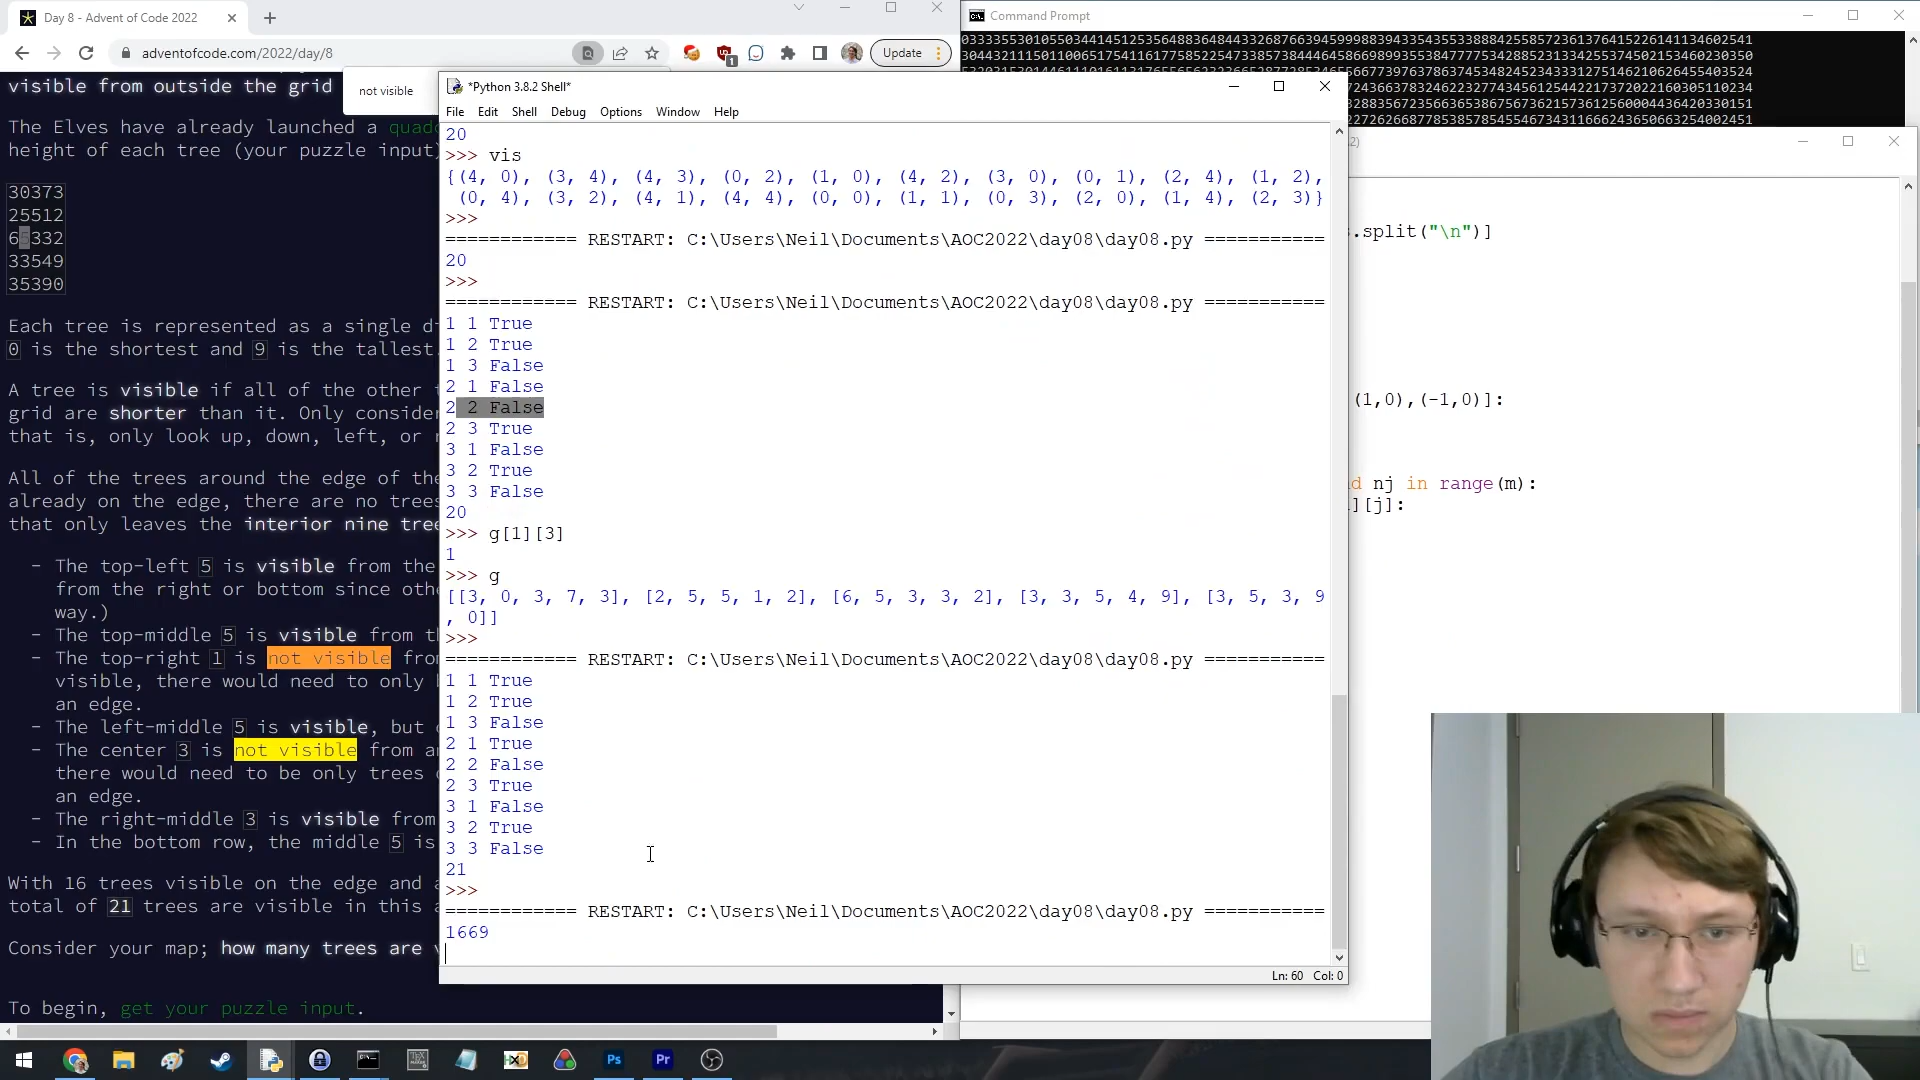 Day 8 - Advent of Code 2022
adventofcode.com/2022/day/8
Update
not visible
visible from outside the grid
The Elves have already launched a
height of each tree (your puzzle input)
30373
25512
65332
33549
35390
Each tree is represented as a single
0 is the shortest and 9 is the tallest.
A tree is visible if all of the other
grid are shorter than it. Only consider
that is, only look up, down, left, or
All of the trees around the edge of the
already on the edge, there are no trees
that only leaves the interior nine
- The top-left 5 is visible from the
from the right or bottom since
way.)
- The top-middle 5 is visible from
- The top-right 1 is not visible
visible, there would need to only
an edge.
- The left-middle 5 is visible, but
- The center 3 is not visible from
there would need to be only trees
an edge.
- The right-middle 3 is visible from
- In the bottom row, the middle 5 is
With 16 trees visible on the edge and
total of 21 trees are visible in this
Consider your map; how many trees are
To begin, get your puzzle input.
*Python 3.8.2 Shell*
File Edit Shell Debug Options Window Help
20
>>> vis
{(4, 0), (3, 4), (4, 3), (0, 2), (1, 0), (4, 2), (3, 0), (0, 1), (2, 4), (1, 2),
(0, 4), (3, 2), (4, 1), (4, 4), (0, 0), (1, 1), (0, 3), (2, 0), (1, 4), (2, 3)}
>>>
============ RESTART: C:\Users\Neil\Documents\AOC2022\day08\day08.py ===========
20
>>>
============ RESTART: C:\Users\Neil\Documents\AOC2022\day08\day08.py ===========
1 1 True
1 2 True
1 3 False
2 1 False
2 2 False
2 3 True
3 1 False
3 2 True
3 3 False
20
>>> g[1][3]
1
>>> g
[[3, 0, 3, 7, 3], [2, 5, 5, 1, 2], [6, 5, 3, 3, 2], [3, 3, 5, 4, 9], [3, 5, 3, 9
, 0]]
>>>
============ RESTART: C:\Users\Neil\Documents\AOC2022\day08\day08.py ===========
1 1 True
1 2 True
1 3 False
2 1 True
2 2 False
2 3 True
3 1 False
3 2 True
3 3 False
21
>>>
============ RESTART: C:\Users\Neil\Documents\AOC2022\day08\day08.py ===========
1669
Ln: 60 Col: 0
Command Prompt
.split("\n")]
(1,0),(-1,0)]:
nj in range(m):
][j]:
Ps
Pr